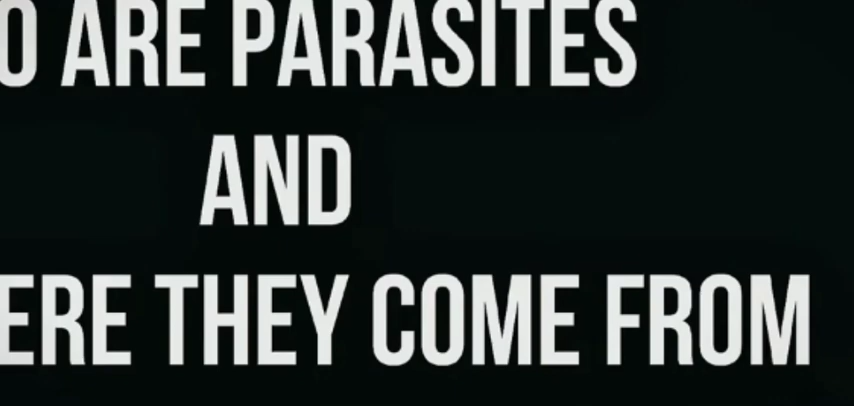 O ARE PARASITES
AND
ERE THEY COME FROM